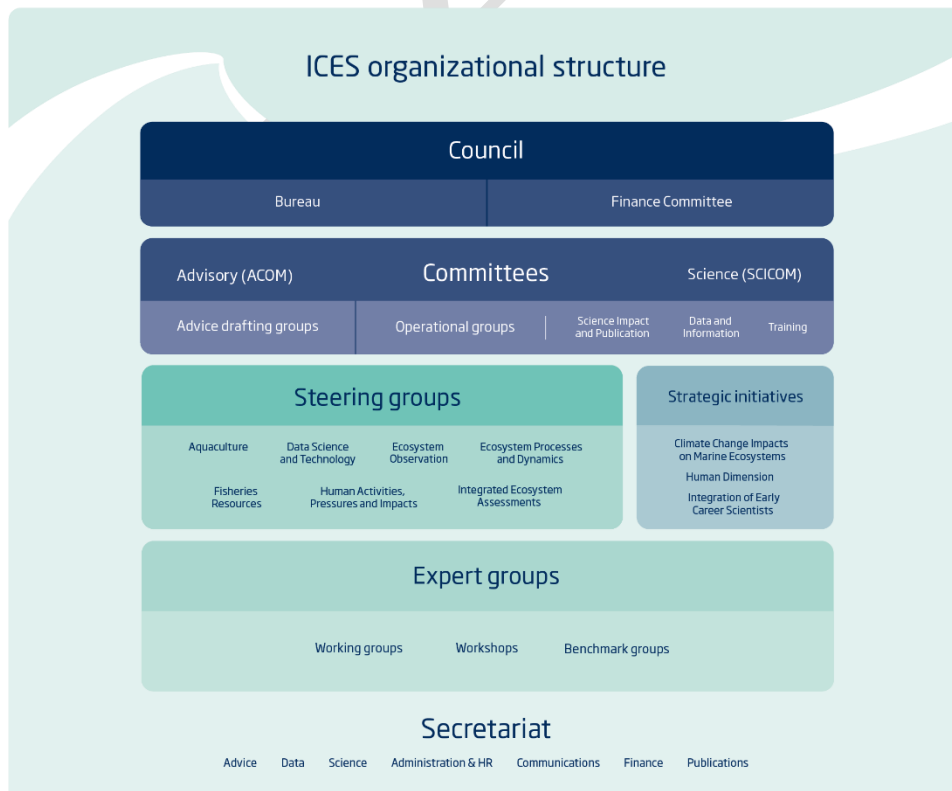 ICES organizational structure
Council
Bureau
Finance Committee
Advisory (ACOM)
Committees
Science (SCICOM)
Advice drafting groups
Operational groups
Science Impact
and Publication
Data and
Information
Training
Steering groups
Aquaculture
Data Science
and Technology
Ecosystem
Observation
Ecosystem Processes
and Dynamics
Fisheries
Resources
Human Activities,
Pressures and Impacts
Integrated Ecosystem
Assessments
Strategic initiatives
Climate Change Impacts
on Marine Ecosystems
Human Dimension
Integration of Early
Career Scientists
Expert groups
Working groups
Workshops
Benchmark groups
Secretariat
Advice
Data
Science
Administration & HR
Communications
Finance
Publications